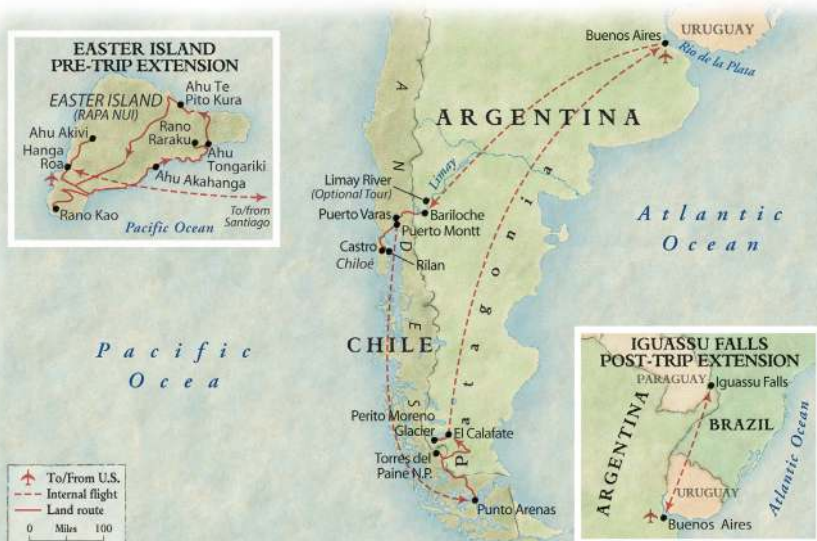 EASTER ISLAND
PRE-TRIP EXTENSION
EASTER ISLAND
(RAPA NUI)
Ahu Te
Pito Kura
Ahu Akivi
Rano
Raraku
Hanga
Roa
Ahu
Tongariki
Ahu Akahanga
Rano Kao
To/from
Santiago
Pacific Ocean
URUGUAY
Buenos Aires
Rio de la Plata
ARGENTINA
ANDES
Limay River
(Optional Tour)
Limay
Puerto Varas
Bariloche
Puerto Montt
Castro
Chiloé
Rilan
Patagonia
Atlantic
Ocean
Pacific
Ocea
CHILE
Perito Moreno
Glacier
El Calafate
Torres del
Paine N.P.
Punto Arenas
To/From U.S.
Internal flight
Land route
0 Miles 100
IGUASSU FALLS
POST-TRIP EXTENSION
PARAGUAY
Iguassu Falls
BRAZIL
ARGENTINA
URUGUAY
Atlantic Ocean
Buenos Aires